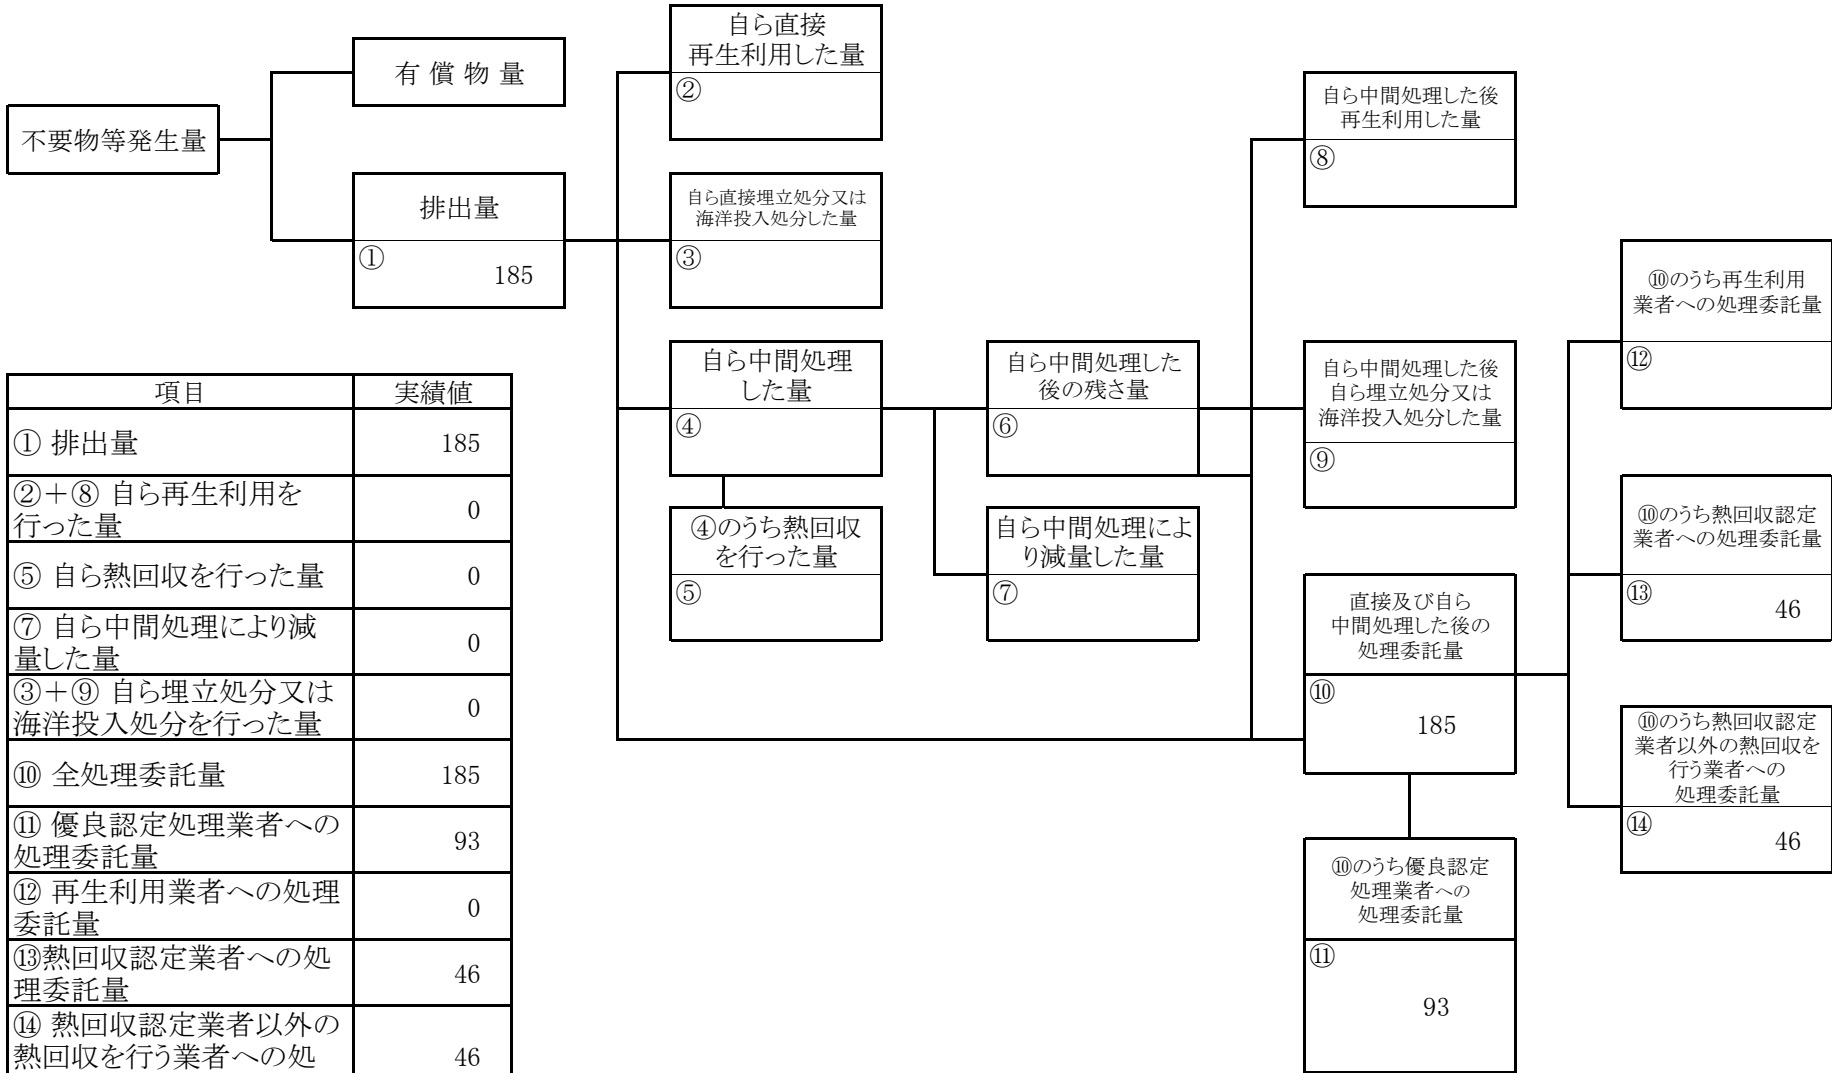 不要物等発生量
有 償 物 量
排出量
①
185
自ら直接
再生利用した量
②
自ら直接埋立処分又は
海洋投入処分した量
③
自ら中間処理
した量
④
④のうち熱回収
を行った量
⑤
自ら中間処理した
後の残さ量
⑥
自ら中間処理によ
り減量した量
⑦
自ら中間処理した後
再生利用した量
⑧
自ら中間処理した後
自ら埋立処分又は
海洋投入処分した量
⑨
直接及び自ら
中間処理した後の
処理委託量
⑩
185
⑩のうち優良認定
処理業者への
処理委託量
⑪
93
⑩のうち再生利用
業者への処理委託量
⑫
⑩のうち熱回収認定
業者への処理委託量
⑬
46
⑩のうち熱回収認定
業者以外の熱回収を
行う業者への
処理委託量
⑭
46
項目 実績値
① 排出量 185
②+⑧ 自ら再生利用を
行った量 0
⑤ 自ら熱回収を行った量 0
⑦ 自ら中間処理により減
量した量 0
③+⑨ 自ら埋立処分又は
海洋投入処分を行った量 0
⑩ 全処理委託量 185
⑪ 優良認定処理業者への
処理委託量 93
⑫ 再生利用業者への処理
委託量 0
⑬熱回収認定業者への処
理委託量 46
⑭ 熱回収認定業者以外の
熱回収を行う業者への処 46